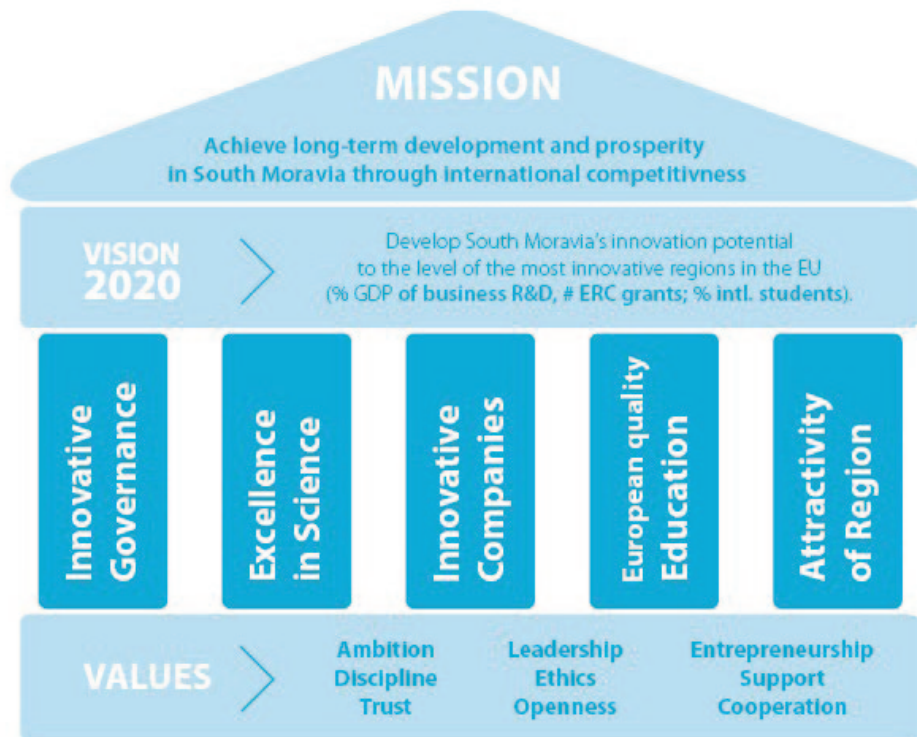 MISSION
Achieve long-term development and prosperity
in South Moravia through international competitivness
VISION
2020
Develop South Moravia's innovation potential
to the level of the most innovative regions in the EU
(% GDP of business R&D, # ERC grants; % intl. students).
Innovative
Governance
Excellence
in Science
Innovative
Companies
European quality
Education
Attractivity
of Region
VALUES
Ambition
Discipline
Trust
Leadership
Ethics
Openness
Entrepreneurship
Support
Cooperation